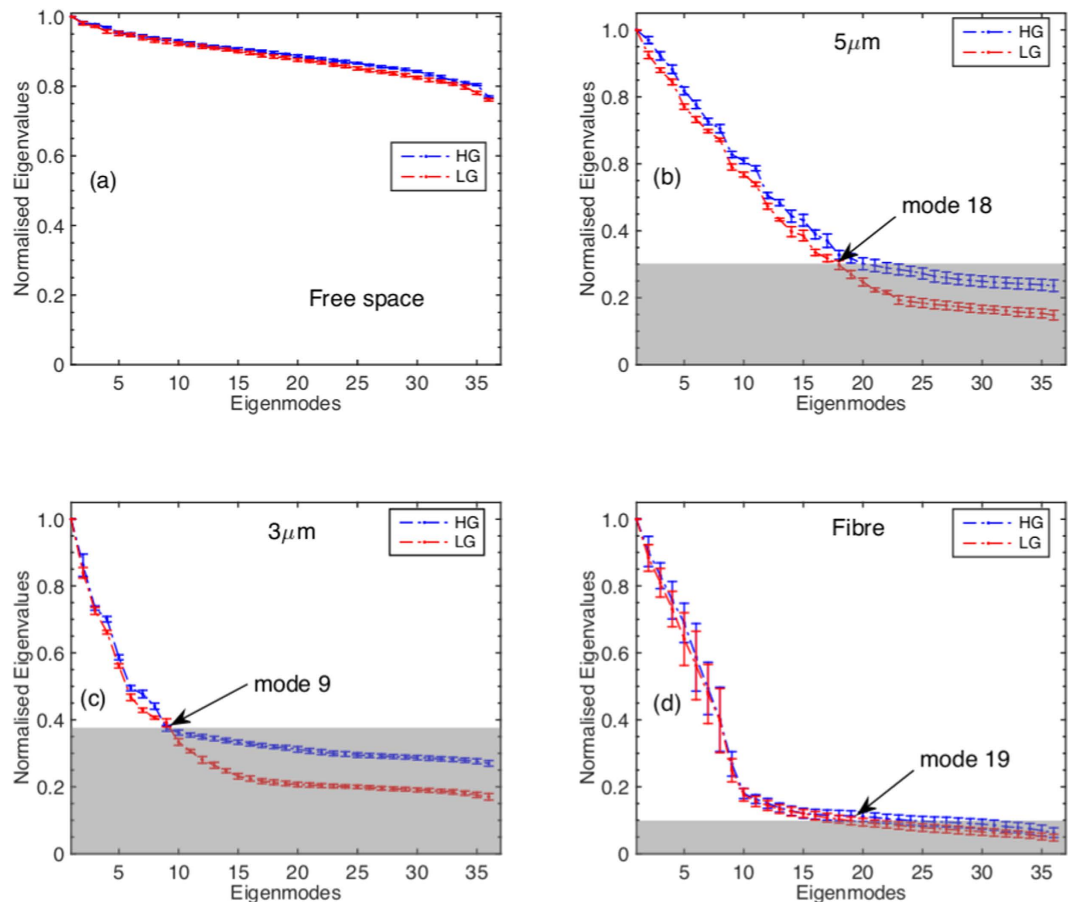 1.0
0.8
0.6
0.4
0.2
0
Normalised Eigenvalues
(a)
HG
LG
Free space
5 10 15 20 25 30 35
Eigenmodes
1.0
0.8
0.6
0.4
0.2
0
Normalised Eigenvalues
5μm
HG
LG
(b)
mode 18
5 10 15 20 25 30 35
Eigenmodes
1.0
0.8
0.6
0.4
0.2
0
Normalised Eigenvalues
3μm
HG
LG
(c)
mode 9
5 10 15 20 25 30 35
Eigenmodes
1.0
0.8
0.6
0.4
0.2
0
Normalised Eigenvalues
Fibre
HG
LG
(d)
mode 19
5 10 15 20 25 30 35
Eigenmodes